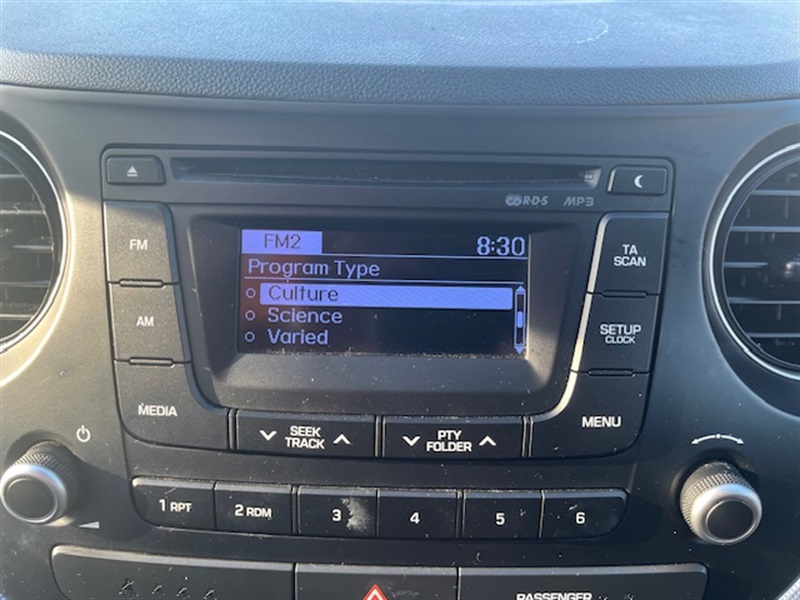 R·D·S MP3
FM
FM2 8:30
TA
SCAN
Program Type
Culture
Science
Varied
AM
SETUP
CLOCK
MEDIA
SEEK
TRACK
PTY
FOLDER
MENU
1 RPT
2 RDM
3
4
5
6
PASSENGER